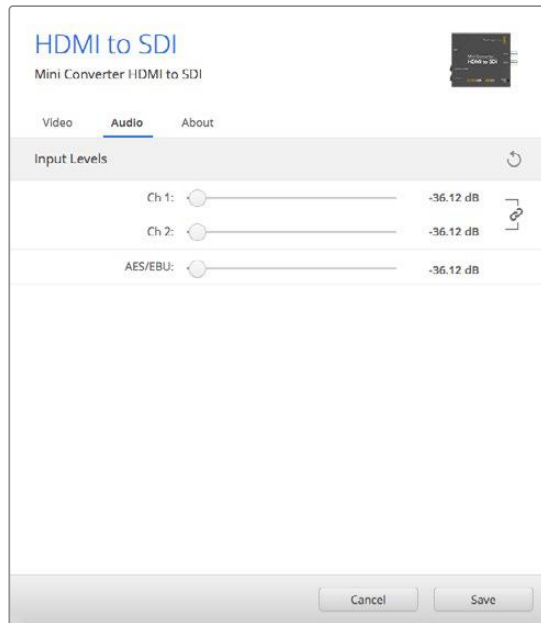 HDMI to SDI
Mini Converter HDMI to SDI
Video Audio About
Input Levels
Ch 1: -36.12 dB
Ch 2: -36.12 dB
AES/EBU: -36.12 dB
Cancel Save